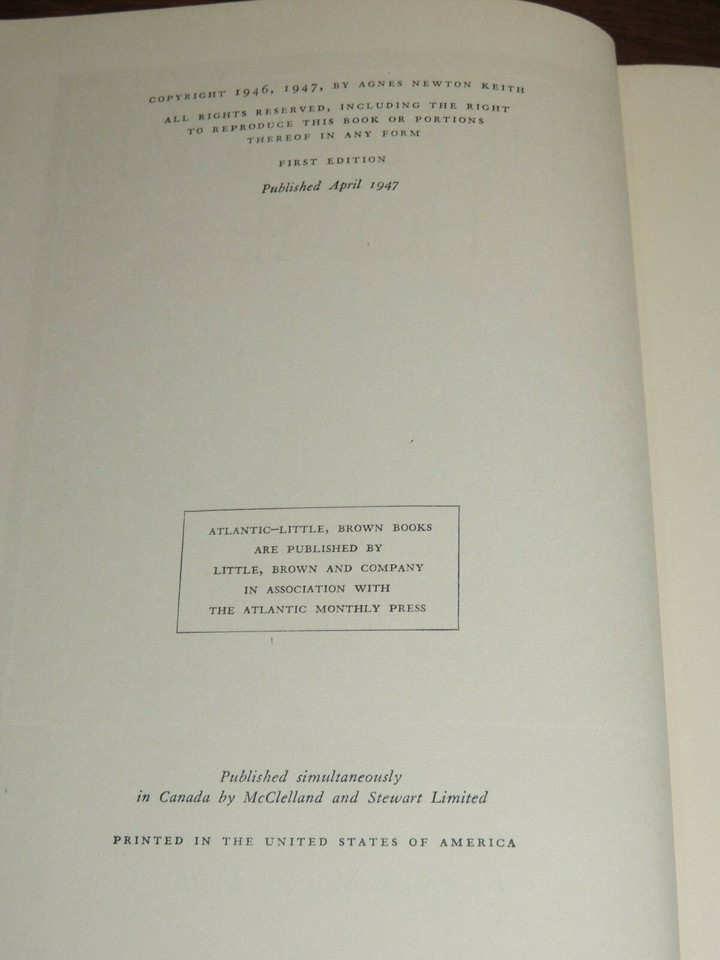 COPYRIGHT 1946, 1947, BY AGNES NEWTON KEITH
ALL RIGHTS RESERVED, INCLUDING THE RIGHT
TO REPRODUCE THIS BOOK OR PORTIONS
THEREOF IN ANY FORM
FIRST EDITION
Published April 1947
ATLANTIC—LITTLE, BROWN BOOKS
ARE PUBLISHED BY
LITTLE, BROWN AND COMPANY
IN ASSOCIATION WITH
THE ATLANTIC MONTHLY PRESS
Published simultaneously
in Canada by McClelland and Stewart Limited
PRINTED IN THE UNITED STATES OF AMERICA